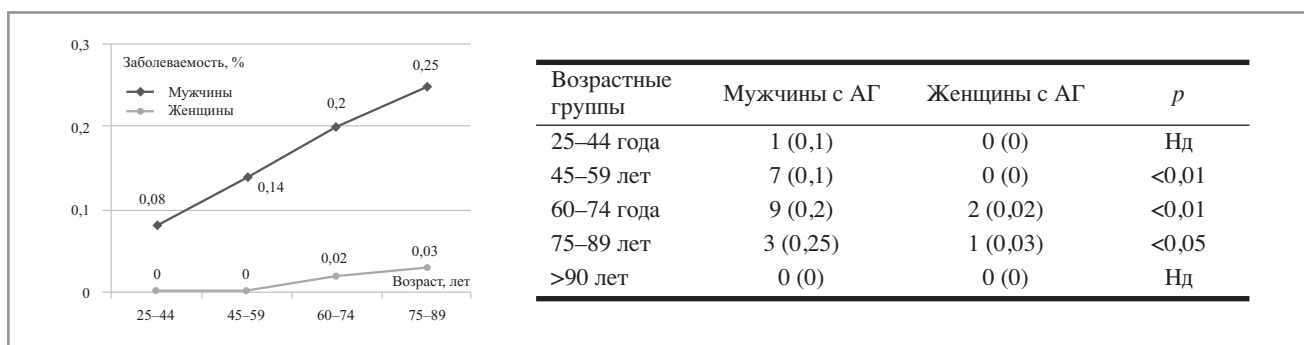 0,3
Заболеваемость, %
Мужчины
Женщины
0,25
0,2
0,2
0,14
0,1
0,08
0
0
0,02
0,03
Возраст, лет
0
25–44
45–59
60–74
75–89
Возрастные группы Мужчины с АГ Женщины с АГ p
25–44 года 1 (0,1) 0 (0) Нд
45–59 лет 7 (0,1) 0 (0) <0,01
60–74 года 9 (0,2) 2 (0,02) <0,01
75–89 лет 3 (0,25) 1 (0,03) <0,05
>90 лет 0 (0) 0 (0) Нд